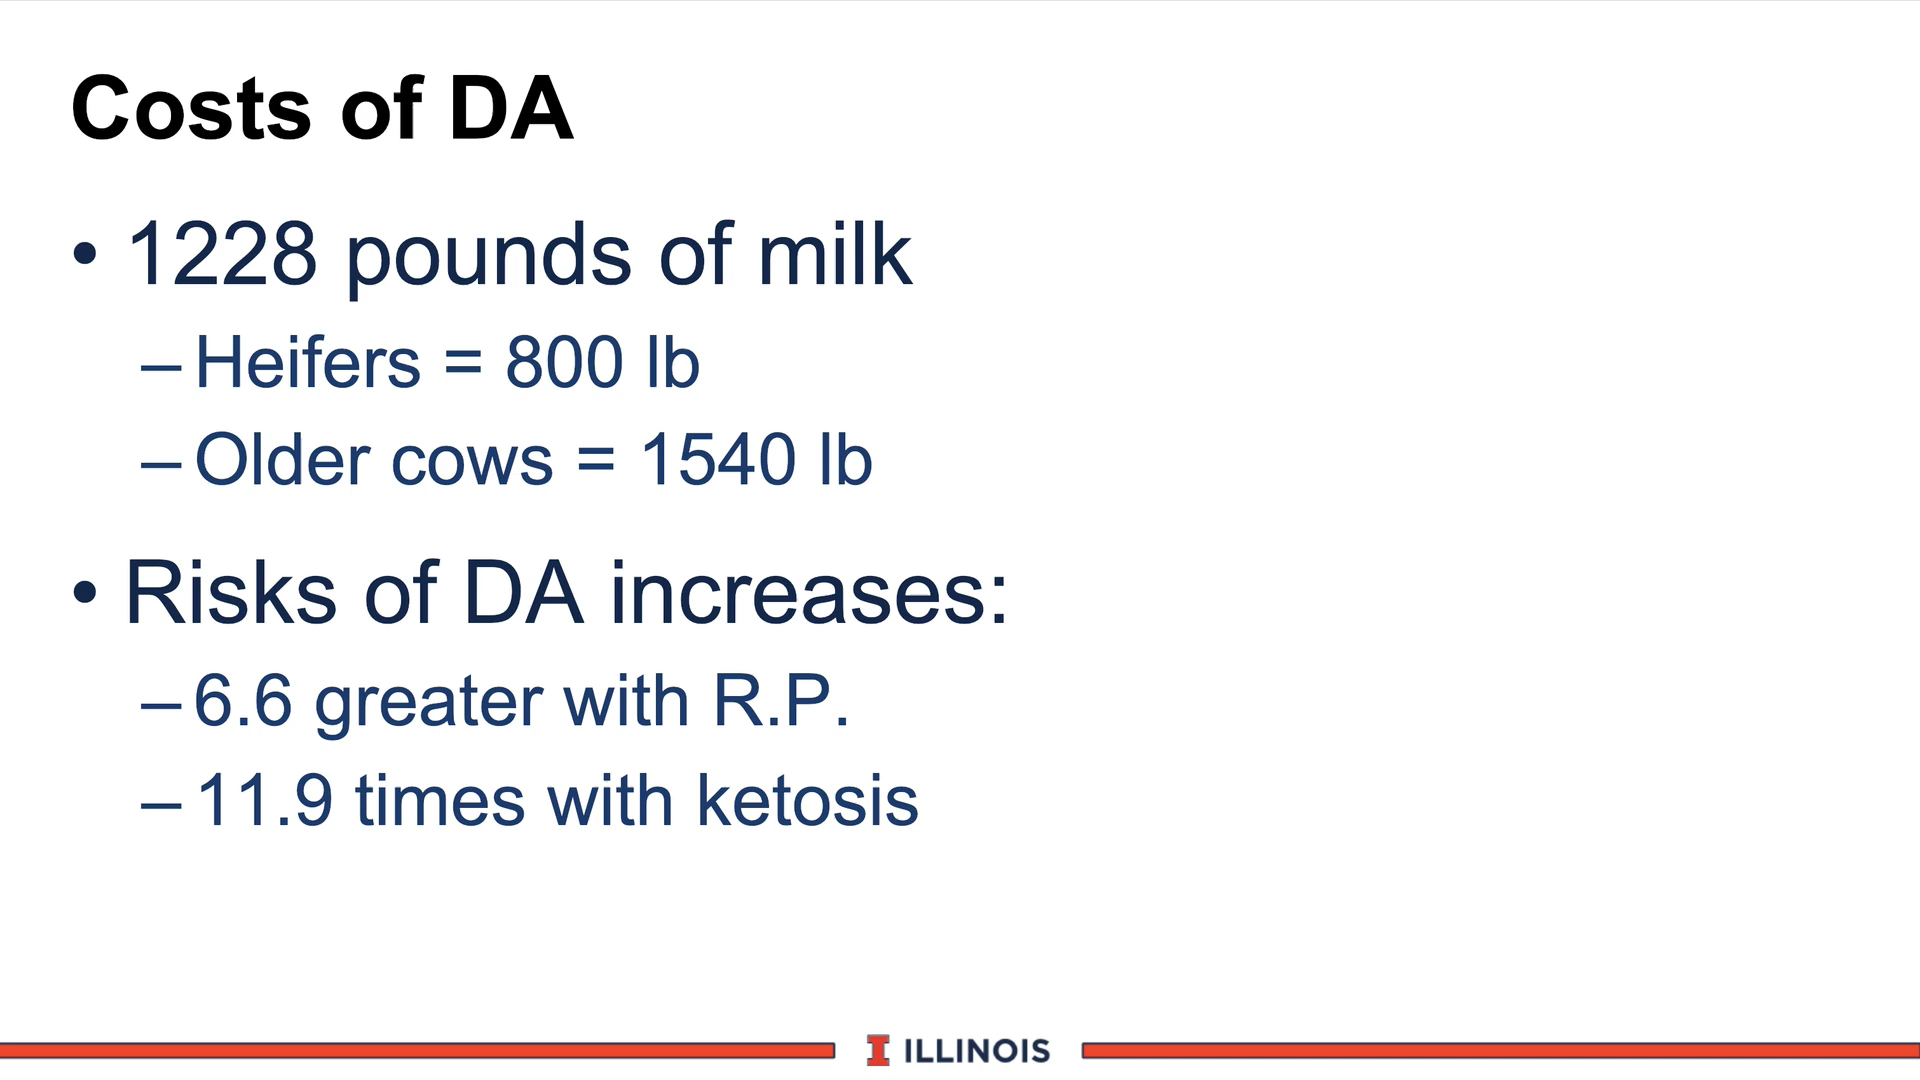 Costs of DA
• 1228 pounds of milk
– Heifers = 800 lb
– Older cows = 1540 lb
• Risks of DA increases:
– 6.6 greater with R.P.
– 11.9 times with ketosis
I ILLINOIS